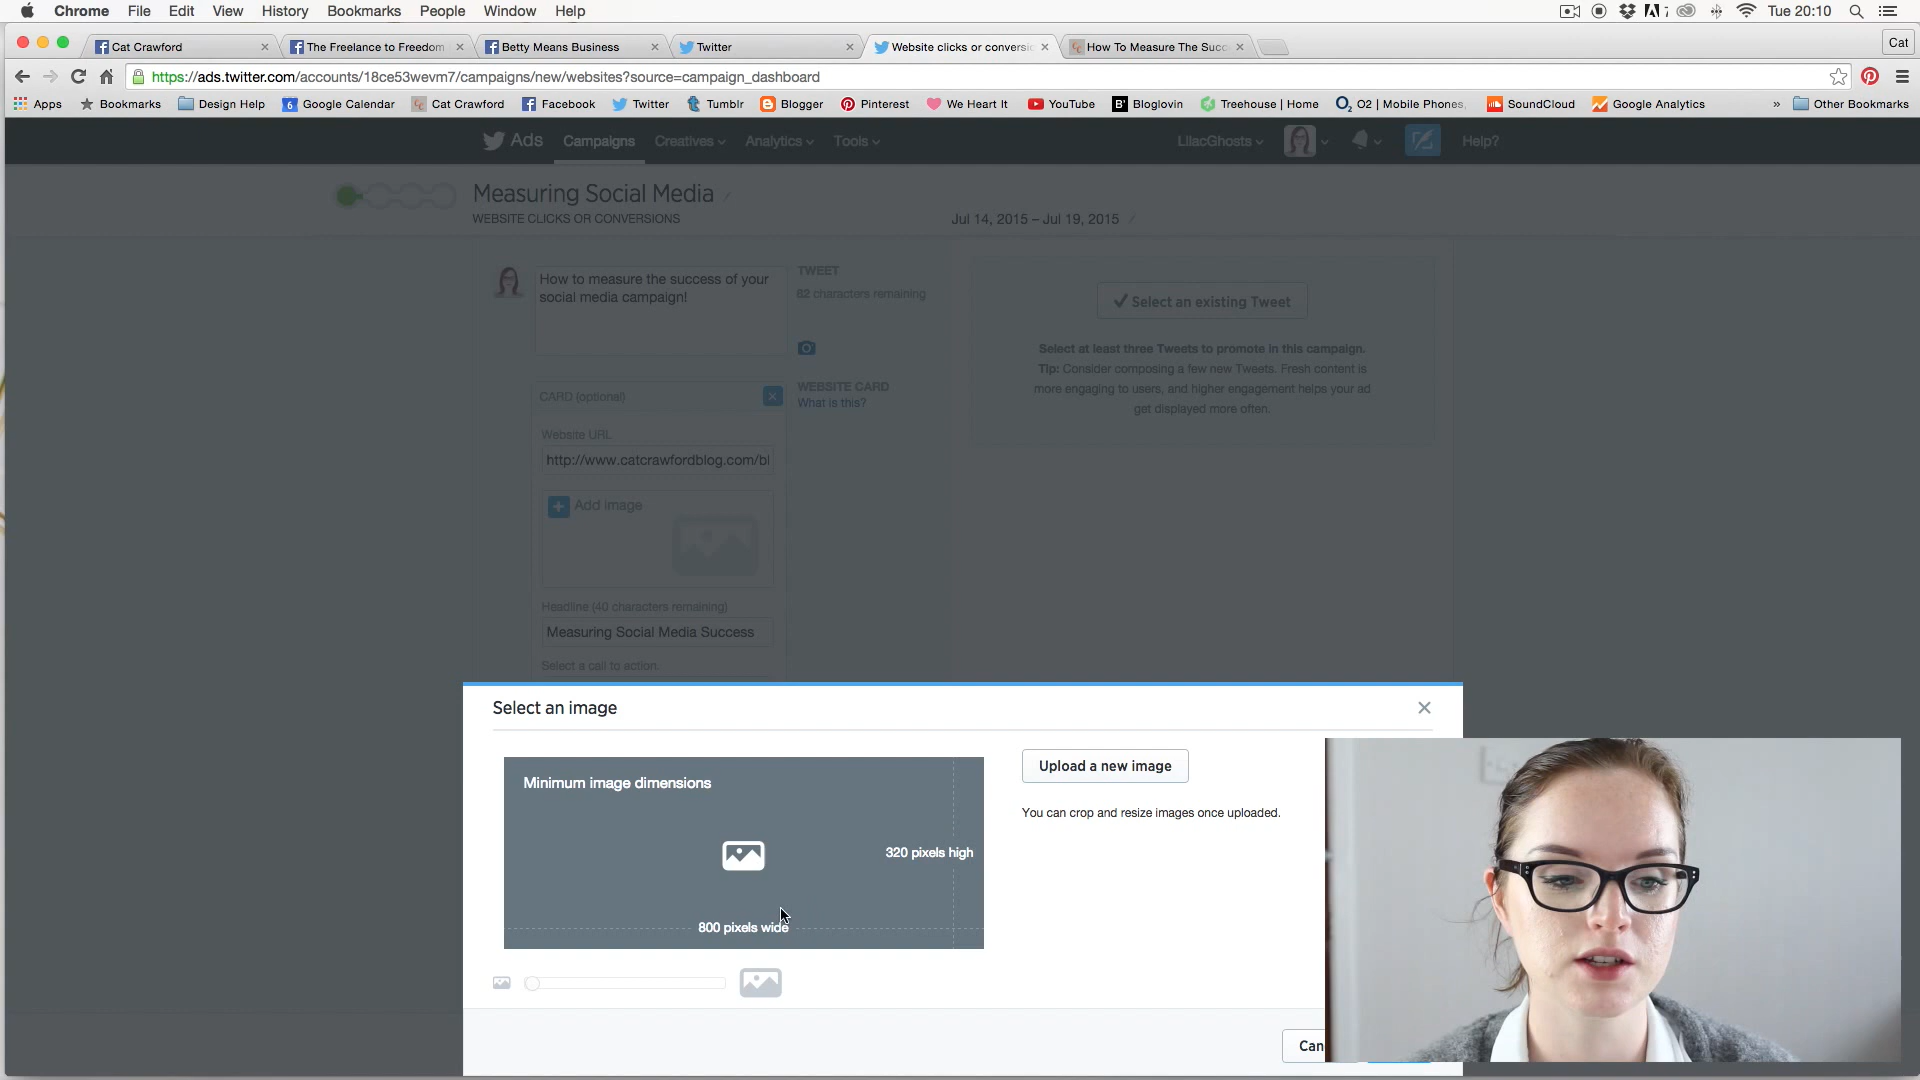 Chrome File Edit View History Bookmarks People Window Help
7 Tue 20:10
Cat Crawford
The Freelance to Freedom
Betty Means Business
Twitter
Website clicks or conversi
How To Measure The Succ
Cat
https://ads.twitter.com/accounts/18ce53wevm7/campaigns/new/websites?source=campaign_dashboard
Apps Bookmarks Design Help 6 Google Calendar Cat Crawford Facebook Twitter Tumblr Blogger Pinterest We Heart It YouTube Bloglovin Treehouse | Home O2 | Mobile Phones, SoundCloud Google Analytics » Other Bookmarks
Ads Campaigns Creatives Analytics Tools LilacGhosts Help?
Measuring Social Media
WEBSITE CLICKS OR CONVERSIONS
Jul 14, 2015 – Jul 19, 2015
How to measure the success of your
social media campaign!
TWEET
62 characters remaining
Select an existing Tweet
Select at least three Tweets to promote in this campaign.
Tip: Consider composing a few new Tweets. Fresh content is
more engaging to users, and higher engagement helps your ad
get displayed more often.
CARD (optional)
WEBSITE CARD
What is this?
Website URL
http://www.catcrawfordblog.com/bl
Add image
Headline (40 characters remaining)
Measuring Social Media Success
Select a call to action.
Select an image
Minimum image dimensions
320 pixels high
800 pixels wide
Upload a new image
You can crop and resize images once uploaded.
Can